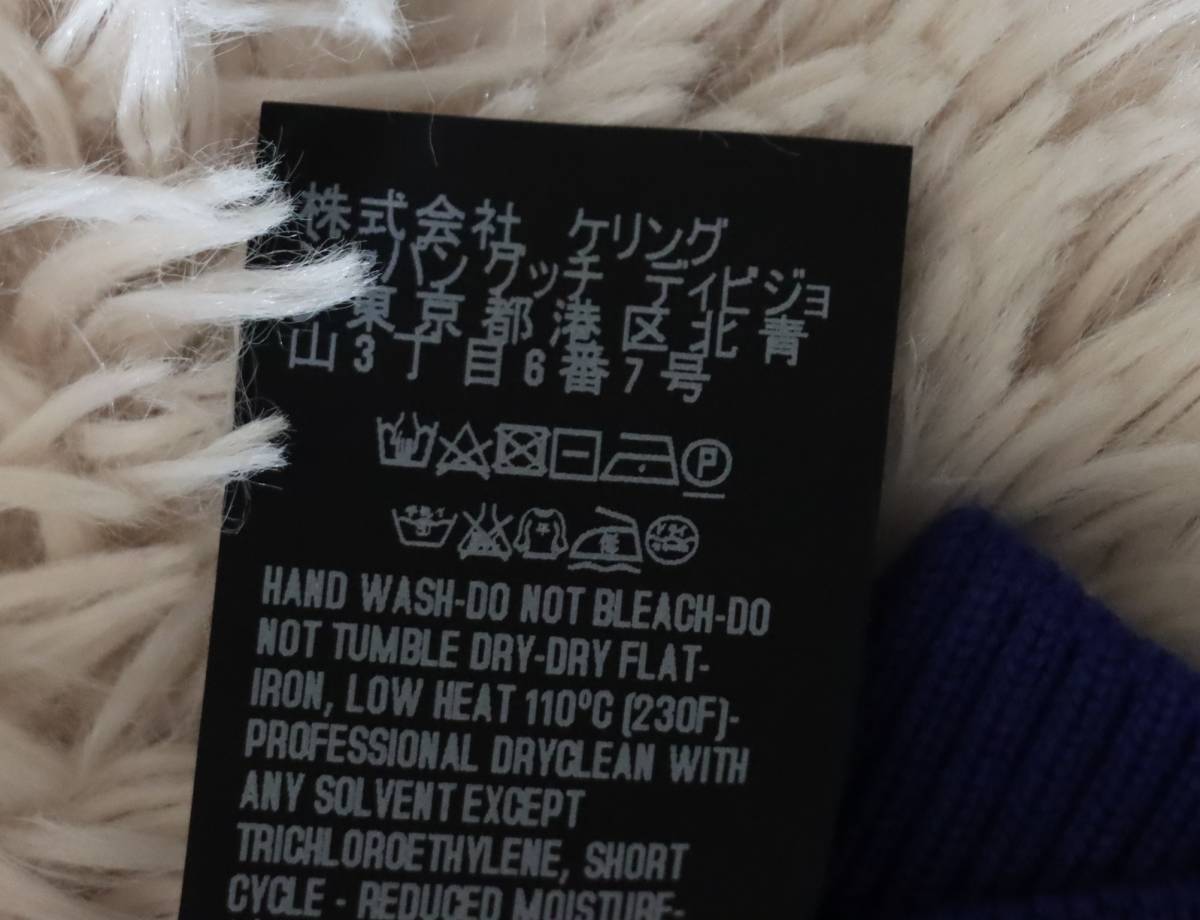 株式会社 ケリング
パン グッチ ディビジョ
東京都港区北青
山3丁目6番7号
P
HAND WASH-DO NOT BLEACH-DO
NOT TUMBLE DRY-DRY FLAT-
IRON, LOW HEAT 110ºC (230F)-
PROFESSIONAL DRYCLEAN WITH
ANY SOLVENT EXCEPT
TRICHLOROETHYLENE, SHORT
CYCLE - REDUCED MOISTURE-